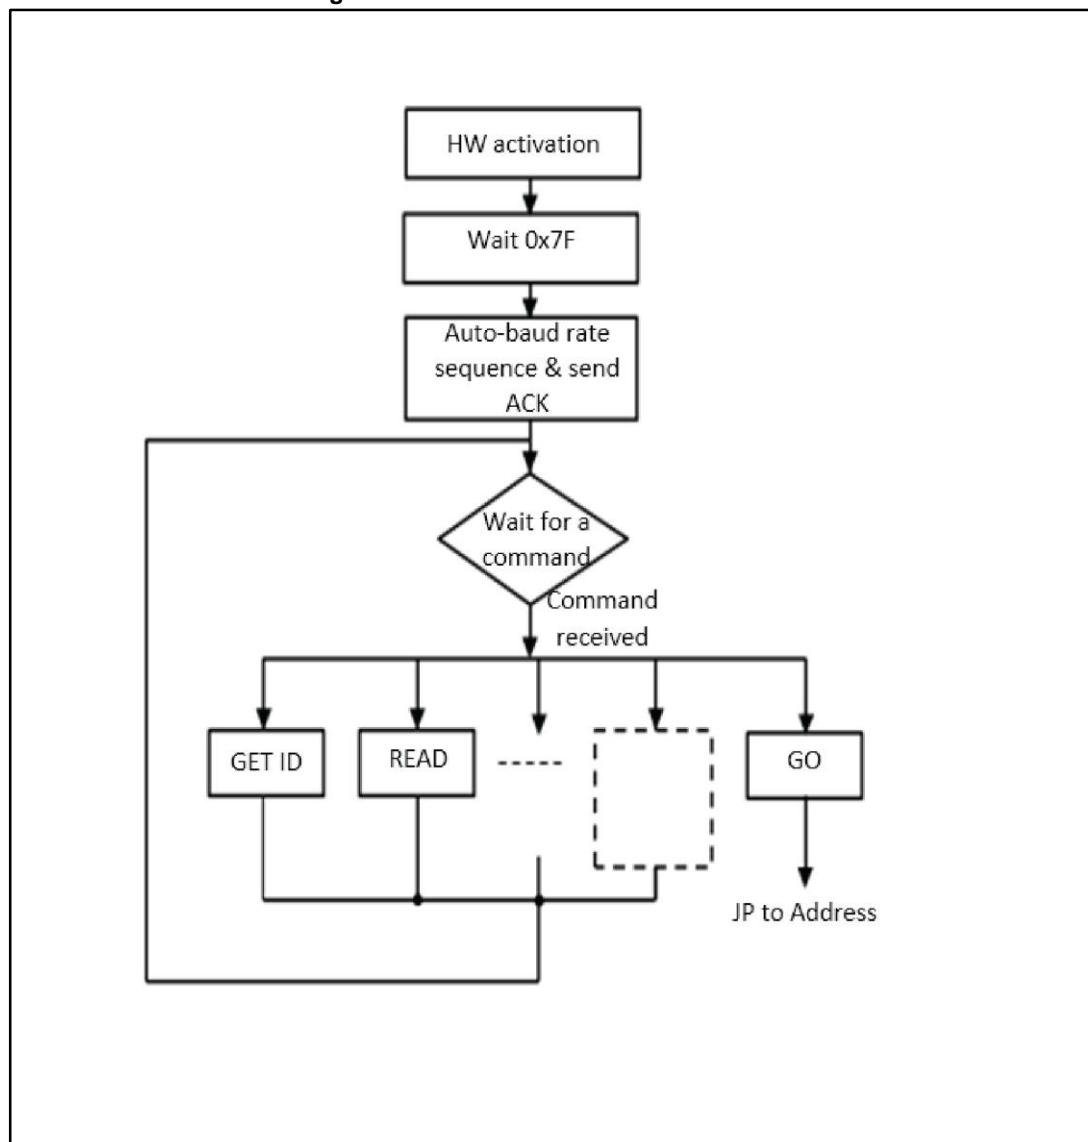 HW activation
Wait 0x7F
Auto-baud rate
sequence & send
ACK
Wait for a
command
Command
received
GET ID
READ
GO
JP to Address